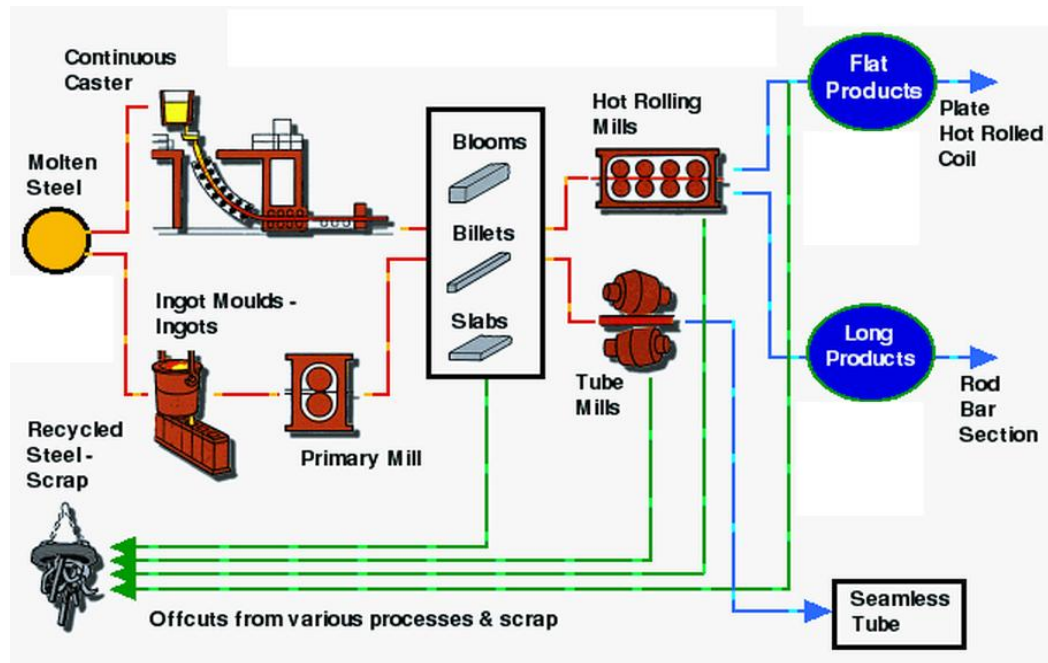 Continuous
Caster
Molten
Steel
Ingot Moulds -
Ingots
Primary Mill
Recycled
Steel -
Scrap
Blooms
Billets
Slabs
Hot Rolling
Mills
Tube
Mills
Flat
Products
Plate
Hot Rolled
Coil
Long
Products
Rod
Bar
Section
Offcuts from various processes & scrap
Seamless
Tube